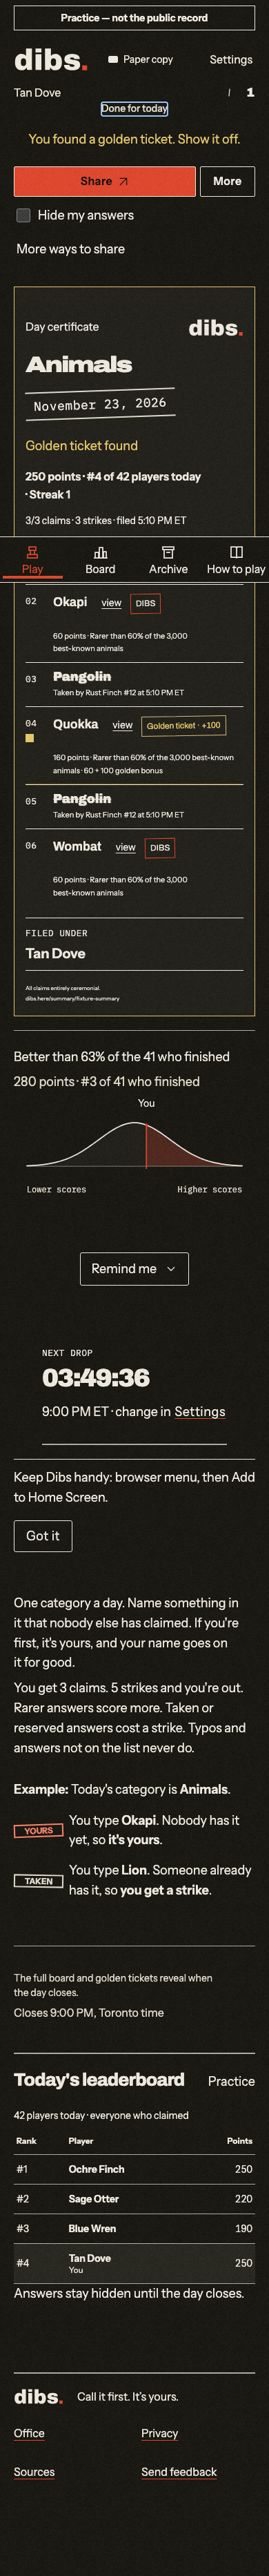 Practice — not the public record
dibs. Paper copy Settings
Tan Dove / 1
Done for today
You found a golden ticket. Show it off.
Share More
Hide my answers
More ways to share
Day certificate dibs.
Animals
November 23, 2026
Golden ticket found
250 points · #4 of 42 players today
· Streak 1
3/3 claims · 3 strikes · filed 5:10 PM ET
Play Board Archive How to play
02 Okapi view DIBS
60 points · Rarer than 60% of the 3,000
best-known animals
03 Pangolin
Taken by Rust Finch #12 at 5:10 PM ET
04 Quokka view Golden ticket · +100
160 points · Rarer than 60% of the 3,000 best-known
animals · 60 + 100 golden bonus
05 Pangolin
Taken by Rust Finch #12 at 5:10 PM ET
06 Wombat view DIBS
60 points · Rarer than 60% of the 3,000
best-known animals
FILED UNDER
Tan Dove
All claims entirely ceremonial.
dibs.here/summary/fixture-summary
Better than 63% of the 41 who finished
280 points · #3 of 41 who finished
You
Lower scores Higher scores
Remind me
NEXT DROP
03:49:36
9:00 PM ET · change in Settings
Keep Dibs handy: browser menu, then Add
to Home Screen.
Got it
One category a day. Name something in
it that nobody else has claimed. If you're
first, it's yours, and your name goes on
it for good.
You get 3 claims. 5 strikes and you're out.
Rarer answers score more. Taken or
reserved answers cost a strike. Typos and
answers not on the list never do.
Example: Today's category is Animals.
YOURS You type Okapi. Nobody has it
yet, so it's yours.
TAKEN You type Lion. Someone already
has it, so you get a strike.
The full board and golden tickets reveal when
the day closes.
Closes 9:00 PM, Toronto time
Today's leaderboard Practice
42 players today · everyone who claimed
Rank Player Points
#1 Ochre Finch 250
#2 Sage Otter 220
#3 Blue Wren 190
#4 Tan Dove 250
You
Answers stay hidden until the day closes.
dibs. Call it first. It's yours.
Office Privacy
Sources Send feedback